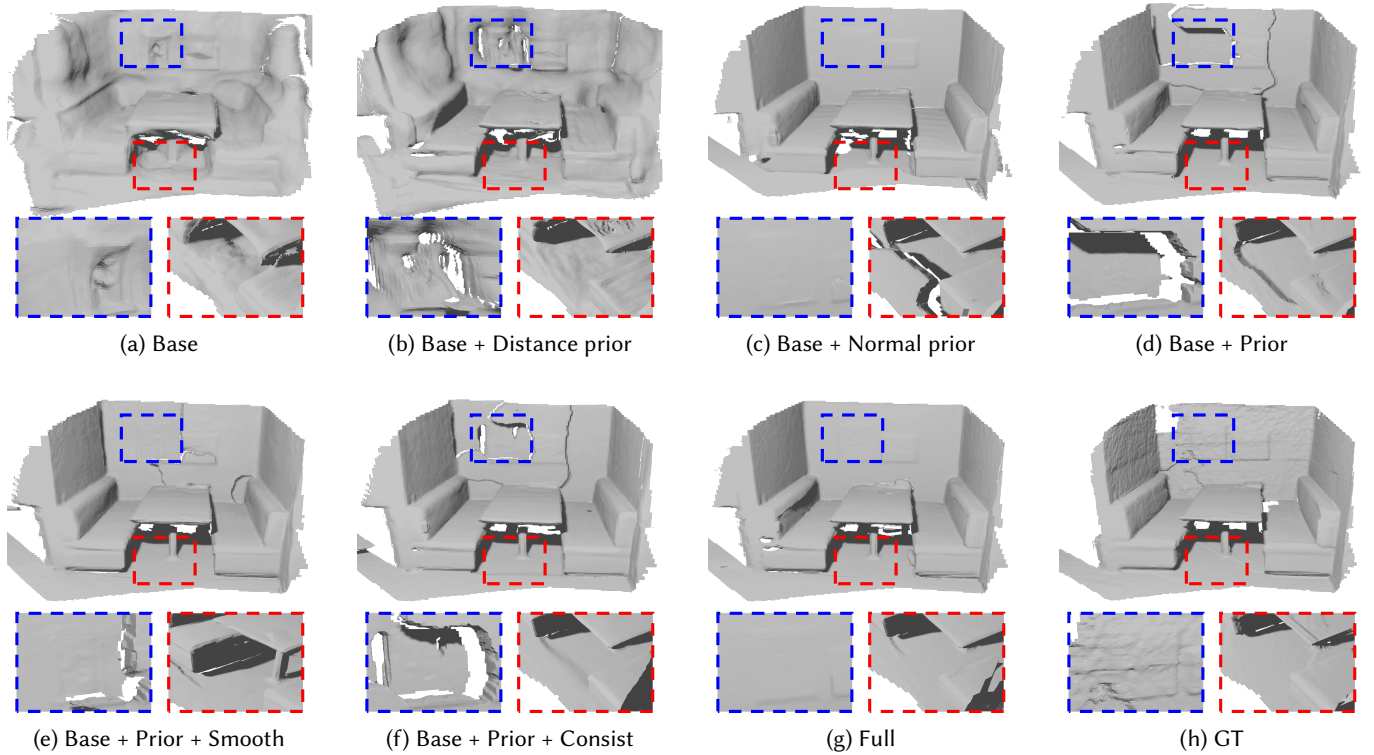 (a) Base
(b) Base + Distance prior
(c) Base + Normal prior
(d) Base + Prior
(e) Base + Prior + Smooth
(f) Base + Prior + Consist
(g) Full
(h) GT